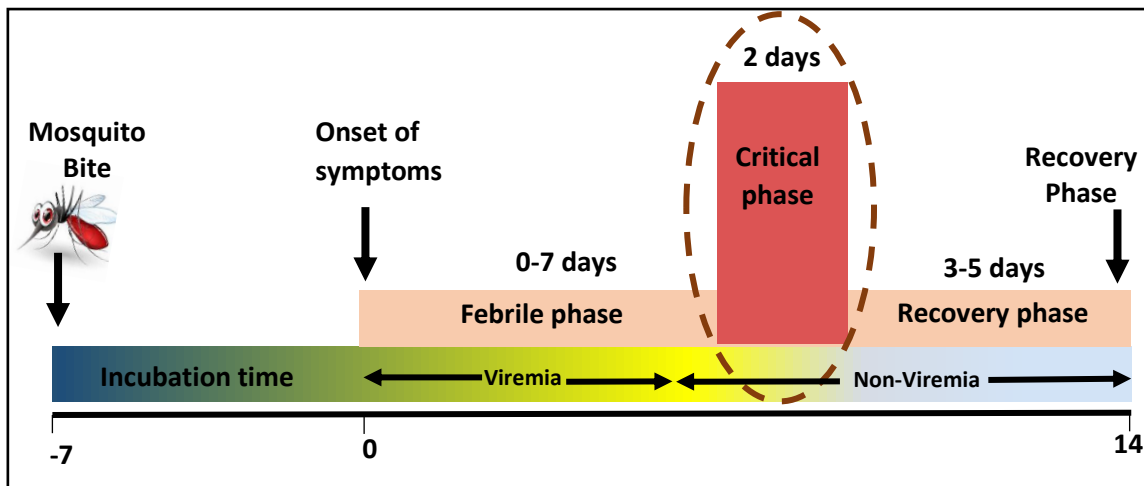 2 days
Mosquito
Bite
Onset of
symptoms
Critical
phase
Recovery
Phase
0-7 days
3-5 days
Febrile phase
Recovery phase
Incubation time
Viremia
Non-Viremia
-7
0
14